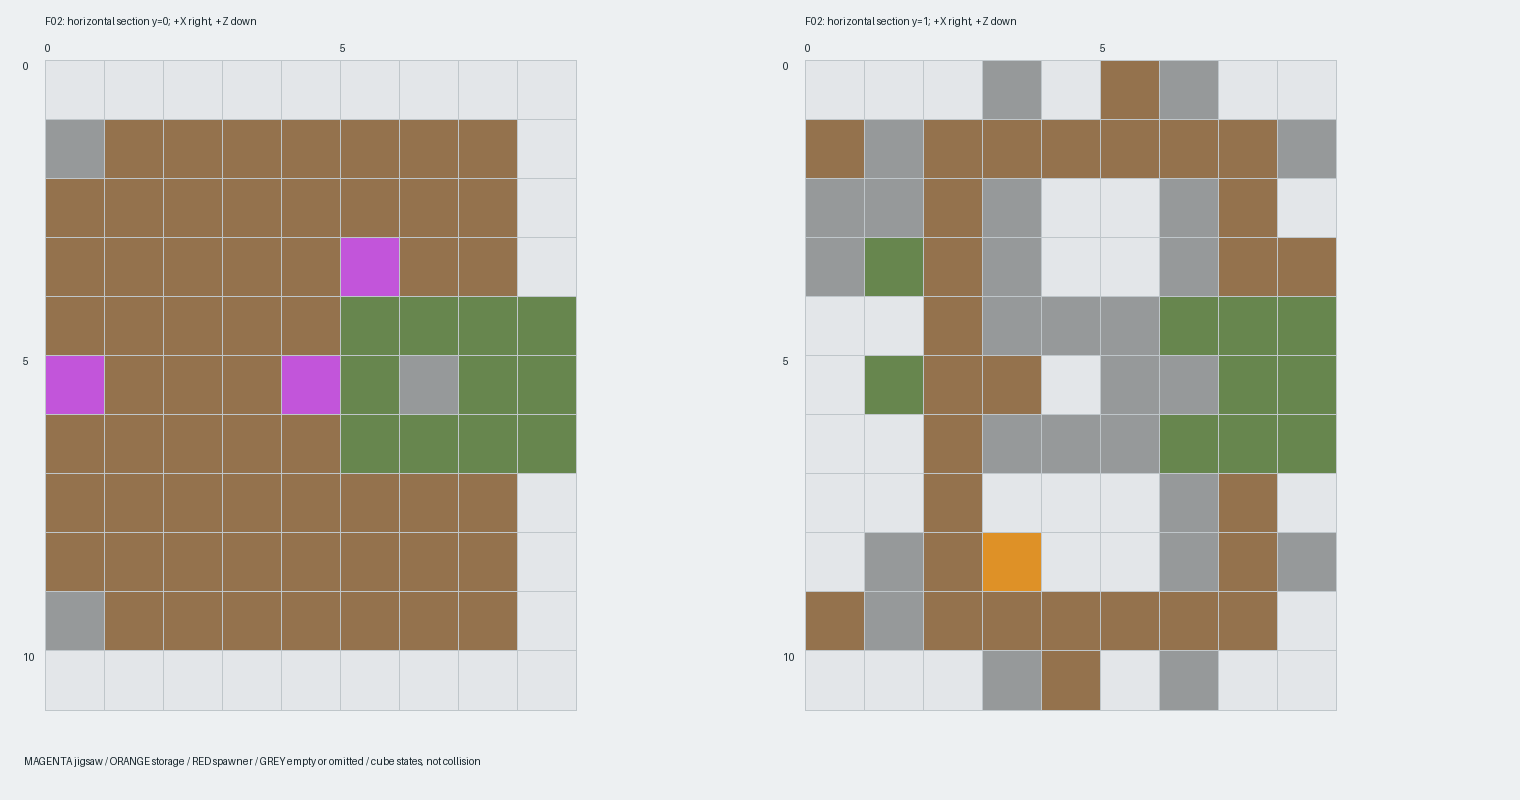 F02: horizontal section y=0; +X right, +Z down
F02: horizontal section y=1; +X right, +Z down
0 5
0 5
0
5
10
0
5
10
MAGENTA jigsaw / ORANGE storage / RED spawner / GREY empty or omitted / cube states, not collision